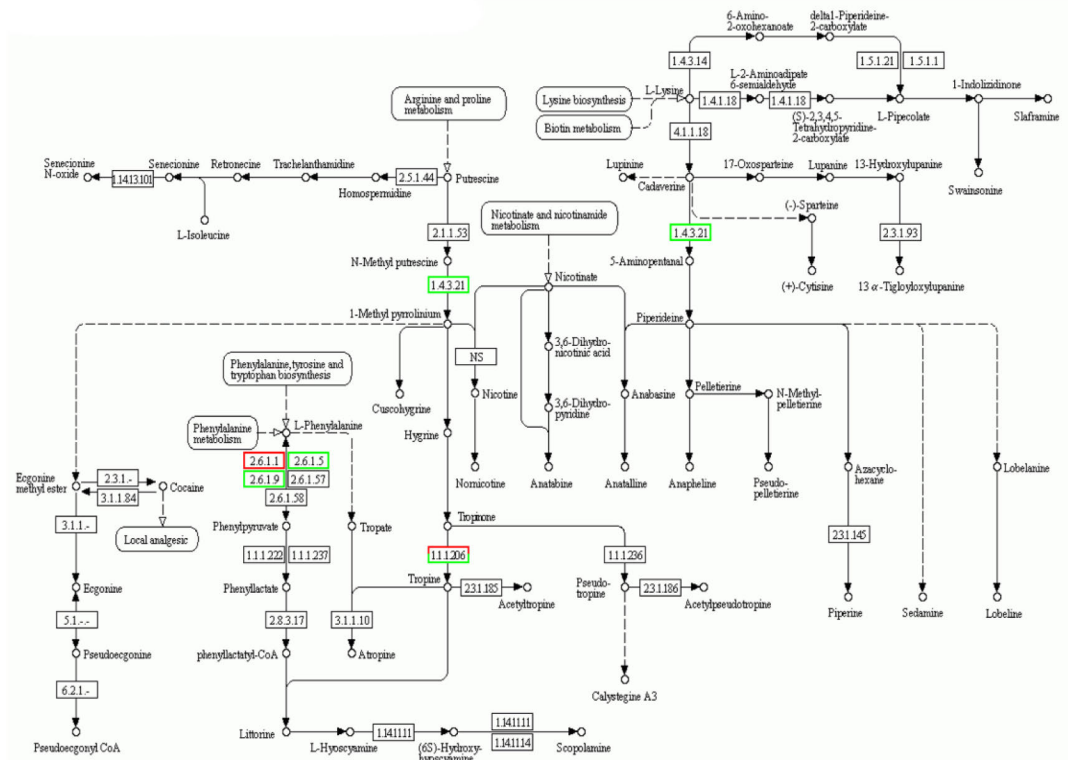 6-Amino-
2-oxohexanoate
delta1-Piperideine-
2-carboxylate
1.4.3.14
1.5.1.21
1.5.1.1
L-2-Aminoadipate
6-semialdehyde
1-Indolizidinone
Arginine and proline
metabolism
Lysine biosynthesis
L-Lysine
1.4.1.18
1.4.1.18
L-Pipecolate
Slaframine
Biotin metabolism
(S)-2,3,4,5-
Tetrahydropyridine-
2-carboxylate
4.1.1.18
Senecionine
N-oxide
Senecionine
Retronecine
Trachelanthamidine
Lupinine
17-Oxosparteine
Lupanine
13-Hydroxylupanine
1.14.13.101
Homospermidine
2.5.1.44
Putrescine
Cadaverine
Swainsonine
L-Isoleucine
Nicotinate and nicotinamide
metabolism
(-)-Sparteine
2.1.1.53
1.4.3.21
2.3.1.93
N-Methyl putrescine
5-Aminopentanal
1.4.3.21
Nicotinate
(+)-Cytisine
13 α-Tigloyloxylupanine
1-Methyl pyrrolinium
Piperideine
Phenylalanine, tyrosine and
tryptophan biosynthesis
NS
3,6-Dihydro-
nicotinic acid
Cuscohygrine
Nicotine
Anabasine
Pelletierine
N-Methyl-
pelletierine
3,6-Dihydro-
pyridine
Phenylalanine
metabolism
L-Phenylalanine
Hygrine
2.6.1.1
2.6.1.5
2.6.1.9
2.6.1.57
2.6.1.58
Nornicotine
Anatabine
Anatalline
Anapheline
Pseudo-
pelletierine
Azacyclo-
hexane
Lobelanine
Ecgonine
methyl ester
2.3.1.-
3.1.1.84
Cocaine
3.1.1.-
Local analgesic
Phenylpyruvate
Tropate
Tropinone
2.3.1.145
1.1.1.222
1.1.1.237
1.1.1.206
1.1.1.236
Ecgonine
Phenyllactate
Tropine
2.3.1.185
Acetyltropine
Pseudo-
tropine
2.3.1.186
Acetylpseudotropine
Piperine
Sedamine
Lobeline
5.1.-.-
2.8.3.17
3.1.1.10
Pseudoecgonine
phenyllactatyl-CoA
Atropine
6.2.1.-
Calystegine A3
Pseudoecgonyl CoA
Littorine
L-Hyoscyamine
1.14.11.11
(6S)-Hydroxy-
hyoscyamine
1.14.11.11
1.14.11.14
Scopolamine